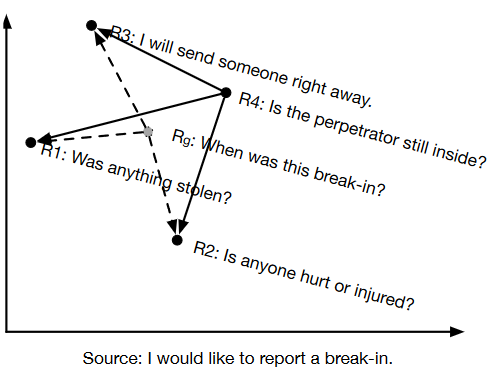 R3: I will send someone right away.
R4: Is the perpetrator still inside?
Rg: When was this break-in?
R1: Was anything stolen?
R2: Is anyone hurt or injured?
Source: I would like to report a break-in.